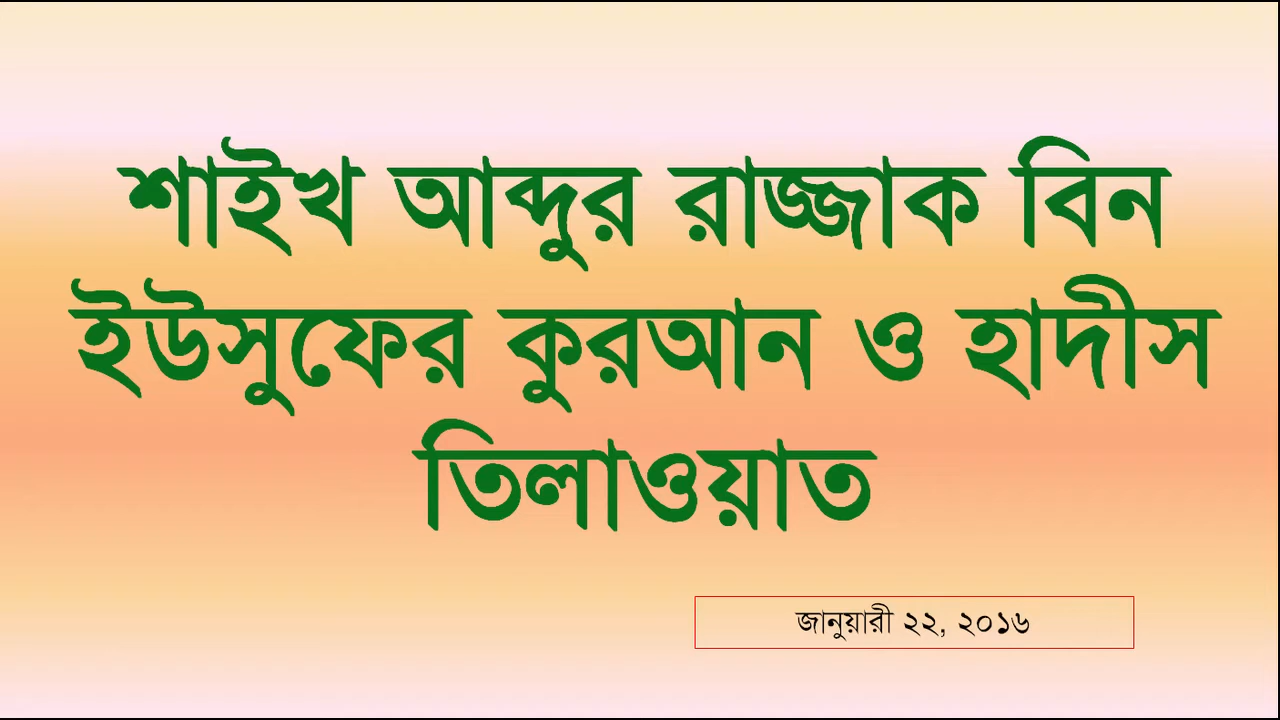 শাইখ আব্দুর রাজ্জাক বিন
ইউসুফের কুরআন ও হাদীস
তিলাওয়াত
জানুয়ারী ২২, ২০১৬